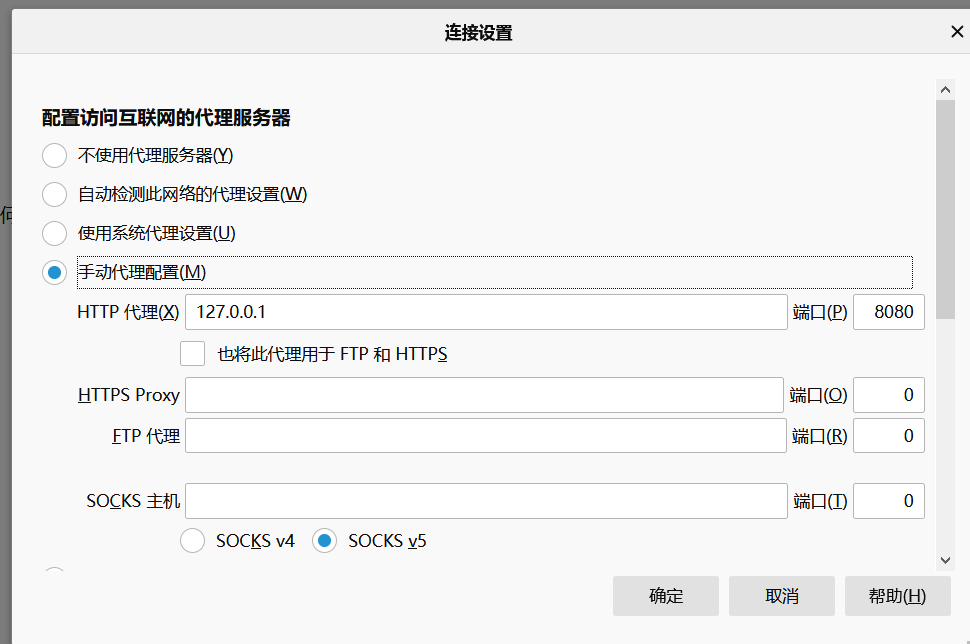 连接设置
配置访问互联网的代理服务器
不使用代理服务器(Y)
自动检测此网络的代理设置(W)
使用系统代理设置(U)
手动代理配置(M)
HTTP 代理(X) 127.0.0.1 端口(P) 8080
也将此代理用于 FTP 和 HTTPS
HTTPS Proxy 端口(O) 0
FTP 代理 端口(R) 0
SOCKS 主机 端口(T) 0
SOCKS v4 SOCKS v5
确定 取消 帮助(H)